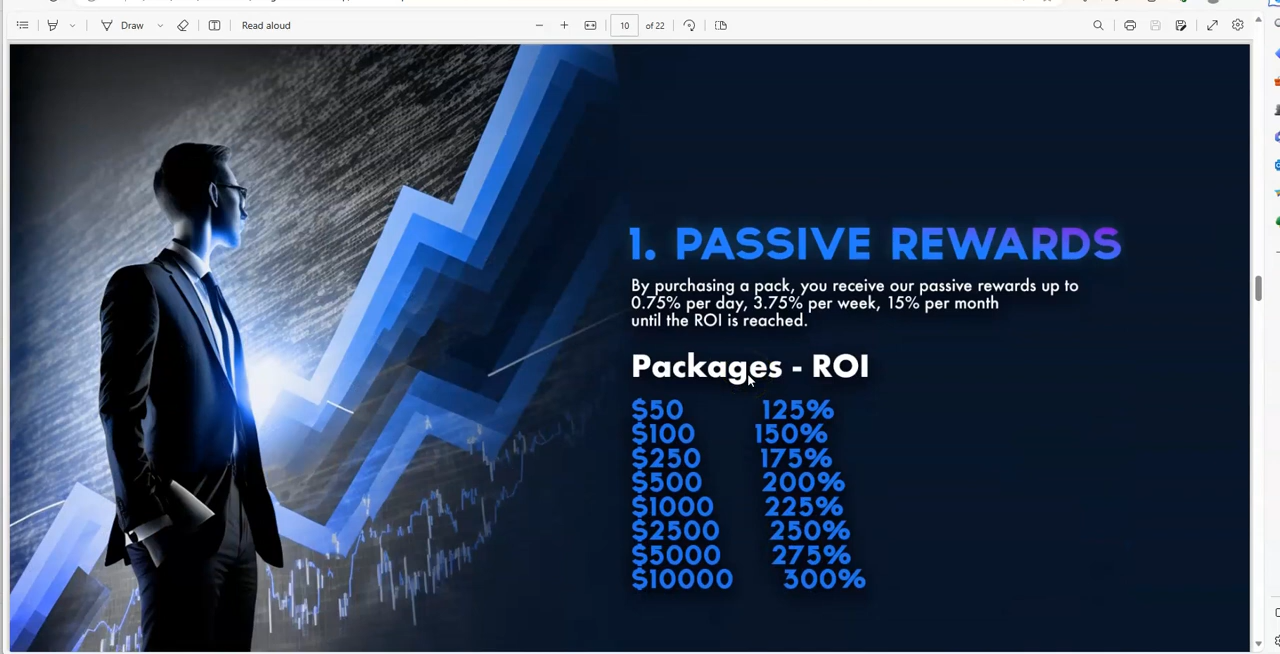 Draw
Read aloud
10 of 22
1. PASSIVE REWARDS
By purchasing a pack, you receive our passive rewards up to
0.75% per day, 3.75% per week, 15% per month
until the ROI is reached.
Packages - ROI
$50 125%
$100 150%
$250 175%
$500 200%
$1000 225%
$2500 250%
$5000 275%
$10000 300%